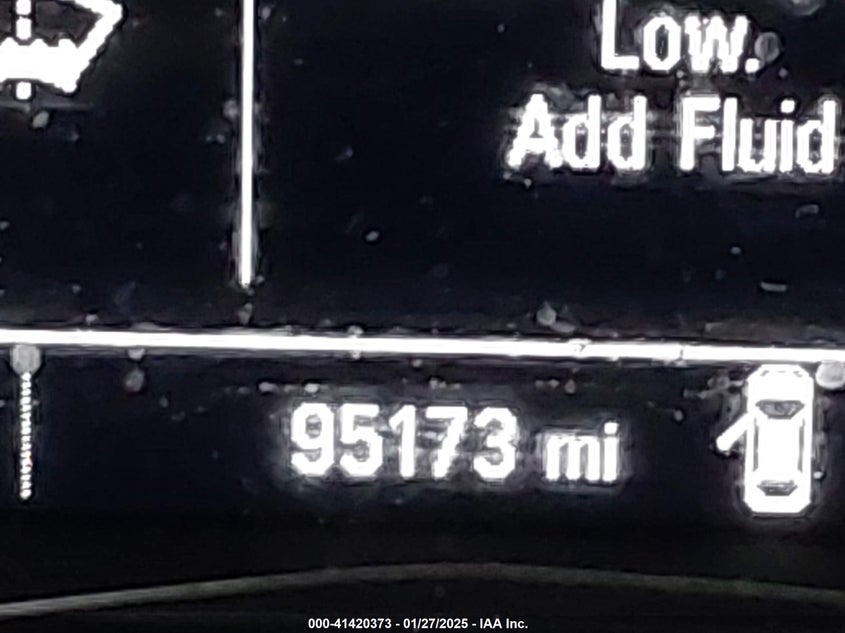 Low.
Add Fluid
95173 mi
000-41420373 - 01/27/2025 - IAA Inc.